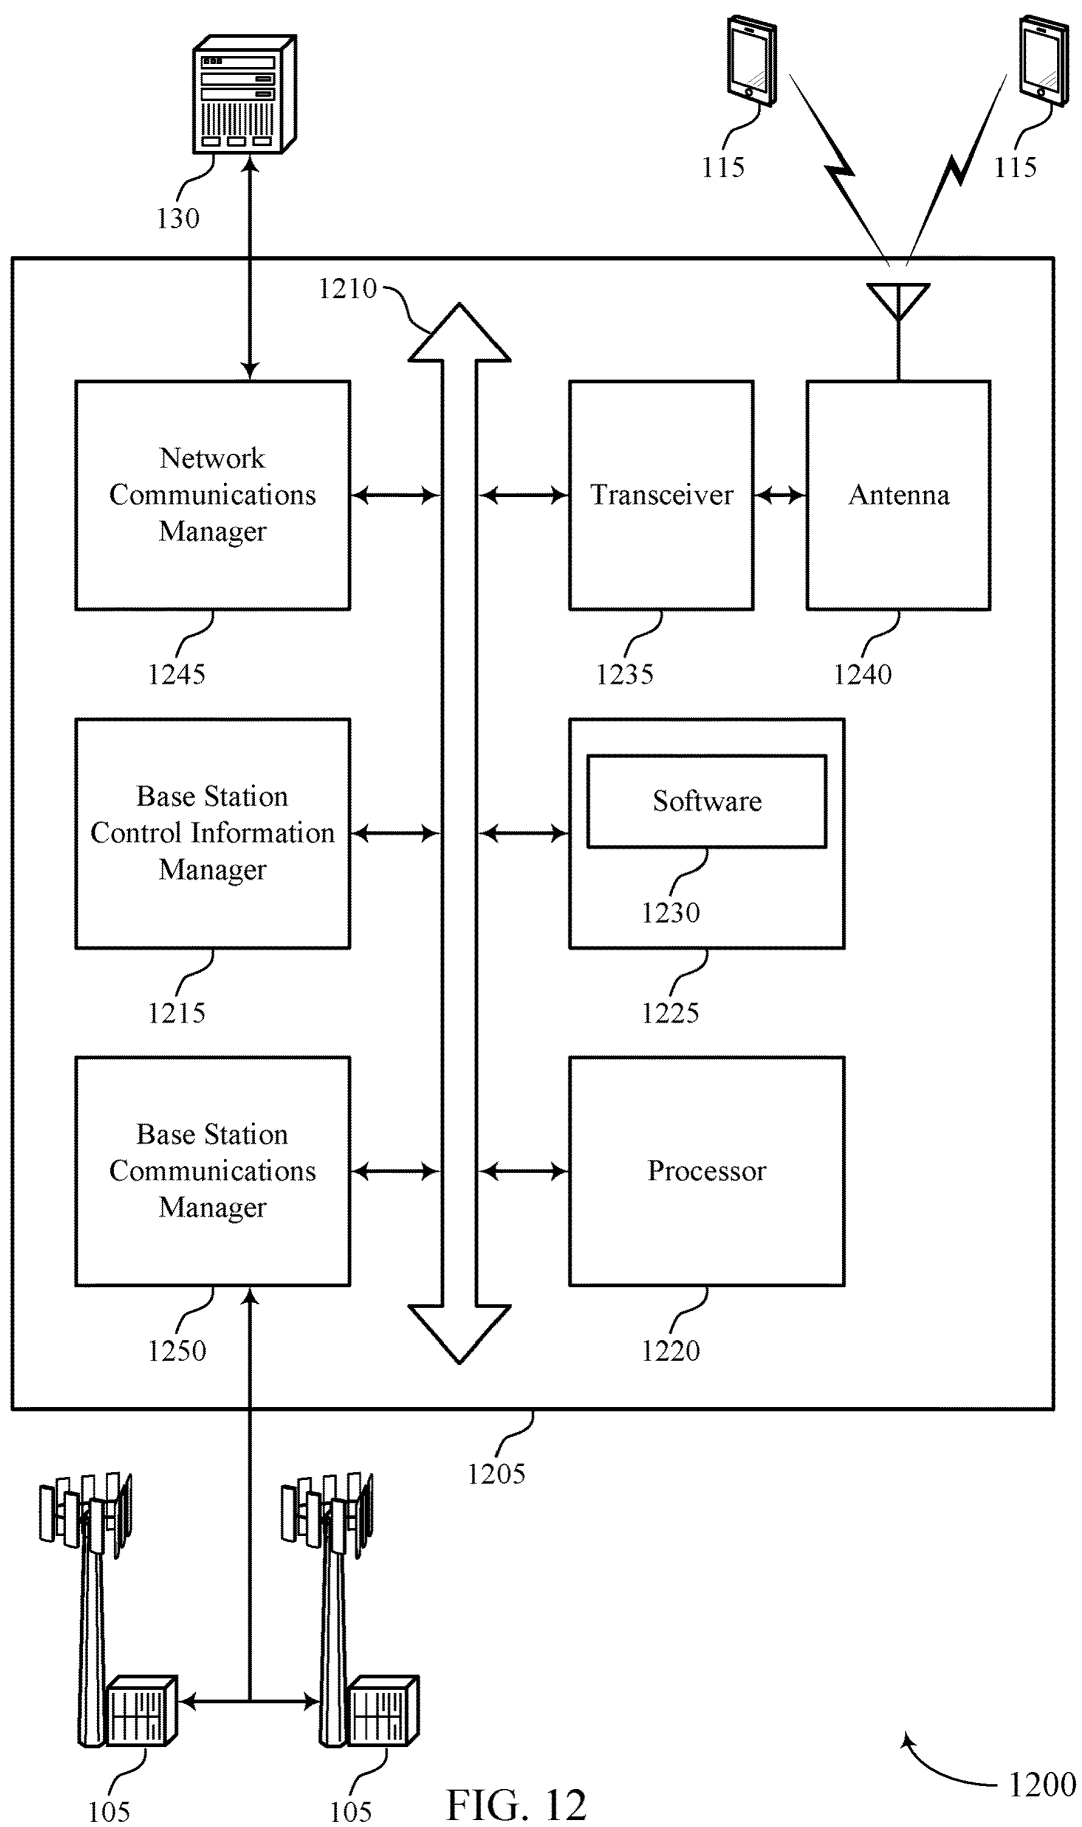 115
115
130
1210
Network
Communications
Manager
Transceiver
Antenna
1245
1235
1240
Base Station
Control Information
Manager
Software
1230
1215
1225
Base Station
Communications
Manager
Processor
1250
1220
1205
1200
105
105
FIG. 12